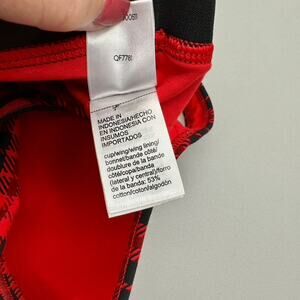 QF7761
MADE IN
INDONESIA/HECHO
EN INDONESIA CON
INSUMOS
IMPORTADOS
cup/wing/wing lining/
bonnet/bande côté/
doublure de la bande
côté/copa/banda
(lateral y central)/forro
de la banda: 53%
cotton/coton/algodón